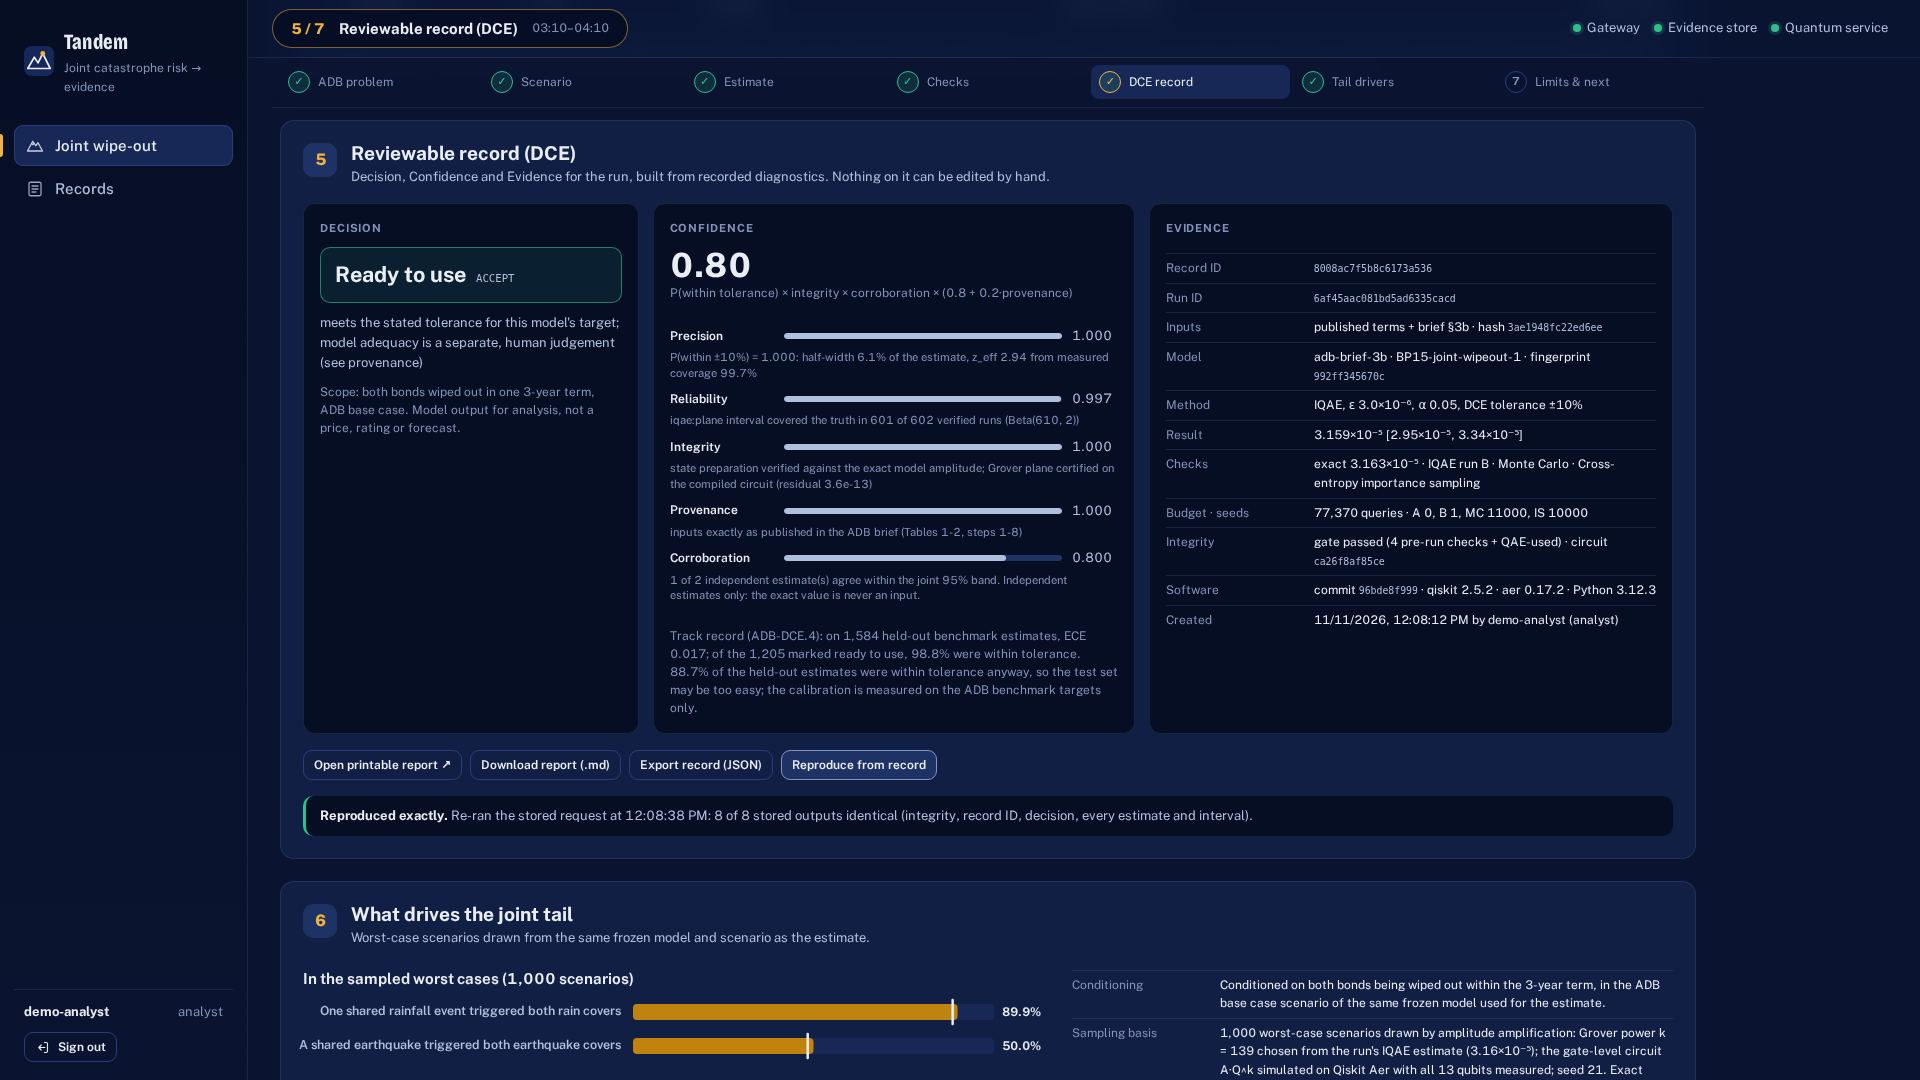 Tandem
Joint catastrophe risk →
evidence
Joint wipe-out
Records
demo-analyst analyst
Sign out
5 / 7 Reviewable record (DCE) 03:10–04:10
Gateway Evidence store Quantum service
✓ ADB problem ✓ Scenario ✓ Estimate ✓ Checks ✓ DCE record ✓ Tail drivers 7 Limits & next
5 Reviewable record (DCE)
Decision, Confidence and Evidence for the run, built from recorded diagnostics. Nothing on it can be edited by hand.
DECISION
Ready to use ACCEPT
meets the stated tolerance for this model's target;
model adequacy is a separate, human judgement
(see provenance)
Scope: both bonds wiped out in one 3-year term,
ADB base case. Model output for analysis, not a
price, rating or forecast.
CONFIDENCE
0.80
P(within tolerance) × integrity × corroboration × (0.8 + 0.2·provenance)
Precision 1.000
P(within ±10%) = 1.000: half-width 6.1% of the estimate, z_eff 2.94 from measured
coverage 99.7%
Reliability 0.997
iqae:plane interval covered the truth in 601 of 602 verified runs (Beta(610, 2))
Integrity 1.000
state preparation verified against the exact model amplitude; Grover plane certified on
the compiled circuit (residual 3.6e-13)
Provenance 1.000
inputs exactly as published in the ADB brief (Tables 1-2, steps 1-8)
Corroboration 0.800
1 of 2 independent estimate(s) agree within the joint 95% band. Independent
estimates only: the exact value is never an input.
Track record (ADB-DCE.4): on 1,584 held-out benchmark estimates, ECE
0.017; of the 1,205 marked ready to use, 98.8% were within tolerance.
88.7% of the held-out estimates were within tolerance anyway, so the test set
may be too easy; the calibration is measured on the ADB benchmark targets
only.
EVIDENCE
Record ID 8008ac7f5b8c6173a536
Run ID 6af45aac081bd5ad6335cacd
Inputs published terms + brief §3b · hash 3ae1948fc22ed6ee
Model adb-brief-3b · BP15-joint-wipeout-1 · fingerprint
992ff345670c
Method IQAE, ε 3.0×10⁻⁶, α 0.05, DCE tolerance ±10%
Result 3.159×10⁻⁵ [2.95×10⁻⁵, 3.34×10⁻⁵]
Checks exact 3.163×10⁻⁵ · IQAE run B · Monte Carlo · Cross-
entropy importance sampling
Budget · seeds 77,370 queries · A 0, B 1, MC 11000, IS 10000
Integrity gate passed (4 pre-run checks + QAE-used) · circuit
ca26f8af85ce
Software commit 96bde8f999 · qiskit 2.5.2 · aer 0.17.2 · Python 3.12.3
Created 11/11/2026, 12:08:12 PM by demo-analyst (analyst)
Open printable report ↗ Download report (.md) Export record (JSON) Reproduce from record
Reproduced exactly. Re-ran the stored request at 12:08:38 PM: 8 of 8 stored outputs identical (integrity, record ID, decision, every estimate and interval).
6 What drives the joint tail
Worst-case scenarios drawn from the same frozen model and scenario as the estimate.
In the sampled worst cases (1,000 scenarios)
One shared rainfall event triggered both rain covers 89.9%
A shared earthquake triggered both earthquake covers 50.0%
Conditioning Conditioned on both bonds being wiped out within the 3-year term, in the ADB
base case scenario of the same frozen model used for the estimate.
Sampling basis 1,000 worst-case scenarios drawn by amplitude amplification: Grover power k
= 139 chosen from the run's IQAE estimate (3.16×10⁻⁵); the gate-level circuit
A·Q^k simulated on Qiskit Aer with all 13 qubits measured; seed 21. Exact